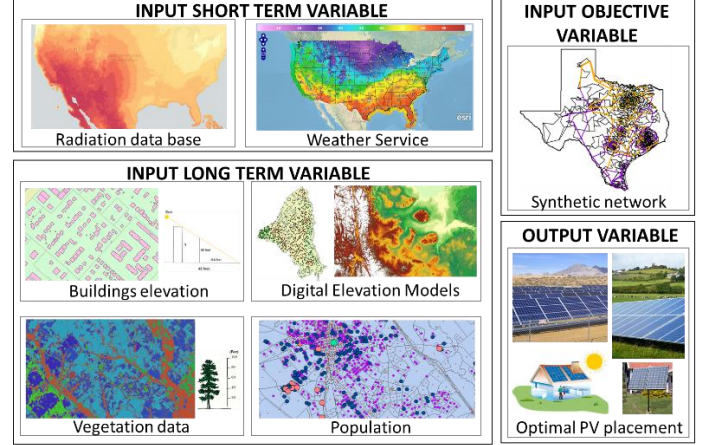 INPUT SHORT TERM VARIABLE
Radiation data base
esri
Weather Service
INPUT LONG TERM VARIABLE
Buildings elevation
Digital Elevation Models
Vegetation data
Population
INPUT OBJECTIVE
VARIABLE
Synthetic network
OUTPUT VARIABLE
Optimal PV placement